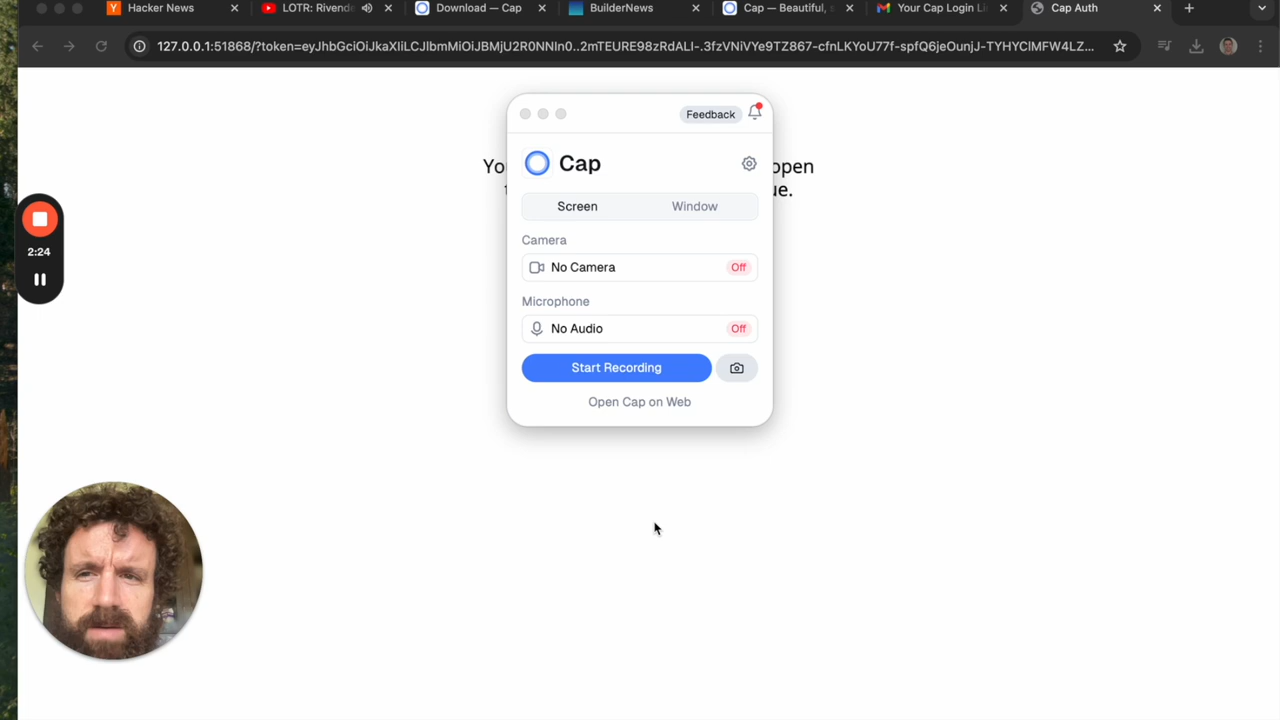 Hacker News
LOTR: Rivende
Download — Cap
BuilderNews
Cap — Beautiful, s
Your Cap Login Li
Cap Auth
127.0.0.1:51868/?token=eyJhbGciOiJkaXIiLCJlbmMiOiJBMjU2R0NNIn0..2mTEURE98zRdALI-.3fzVNiVYe9TZ867-cfnLKYoU77f-spfQ6jeOunjJ-TYHYClMFW4LZ...
Feedback
Cap
open
ue.
Screen
Window
2:24
Camera
No Camera
Off
Microphone
No Audio
Off
Start Recording
Open Cap on Web